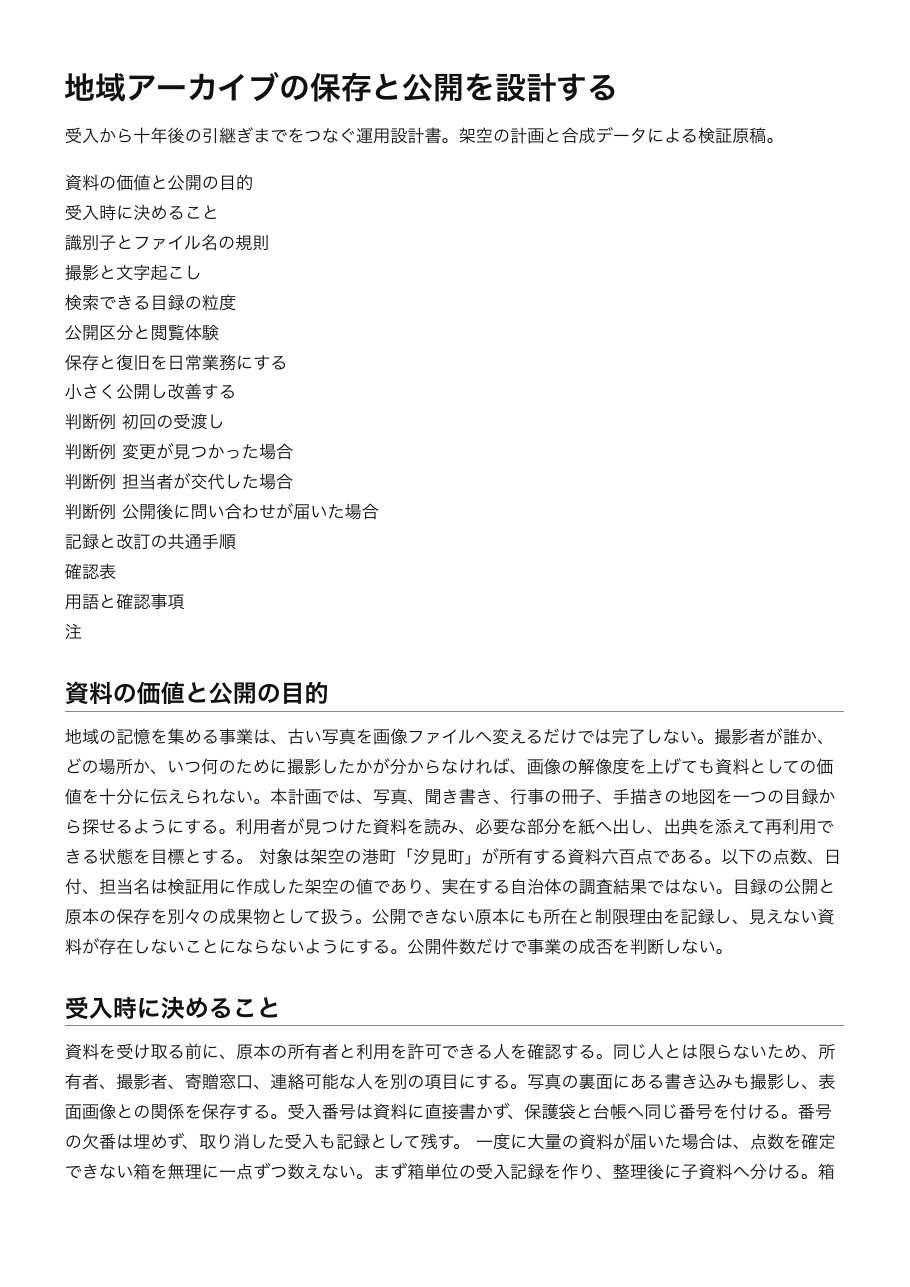 地域アーカイブの保存と公開を設計する
受入から十年後の引継ぎまでをつなぐ運用設計書。架空の計画と合成データによる検証原稿。
資料の価値と公開の目的
受入時に決めること
識別子とファイル名の規則
撮影と文字起こし
検索できる目録の粒度
公開区分と閲覧体験
保存と復旧を日常業務にする
小さく公開し改善する
判断例 初回の受渡し
判断例 変更が見つかった場合
判断例 担当者が交代した場合
判断例 公開後に問い合わせが届いた場合
記録と改訂の共通手順
確認表
用語と確認事項
注
資料の価値と公開の目的
地域の記憶を集める事業は、古い写真を画像ファイルへ変えるだけでは完了しない。撮影者が誰か、
どの場所か、いつ何のために撮影したかが分からなければ、画像の解像度を上げても資料としての価
値を十分に伝えられない。本計画では、写真、聞き書き、行事の冊子、手描きの地図を一つの目録か
ら探せるようにする。利用者が見つけた資料を読み、必要な部分を紙へ出し、出典を添えて再利用で
きる状態を目標とする。 対象は架空の港町「汐見町」が所有する資料六百点である。以下の点数、日
付、担当名は検証用に作成した架空の値であり、実在する自治体の調査結果ではない。目録の公開と
原本の保存を別々の成果物として扱う。公開できない原本にも所在と制限理由を記録し、見えない資
料が存在しないことにならないようにする。公開件数だけで事業の成否を判断しない。
受入時に決めること
資料を受け取る前に、原本の所有者と利用を許可できる人を確認する。同じ人とは限らないため、所
有者、撮影者、寄贈窓口、連絡可能な人を別の項目にする。写真の裏面にある書き込みも撮影し、表
面画像との関係を保存する。受入番号は資料に直接書かず、保護袋と台帳へ同じ番号を付ける。番号
の欠番は埋めず、取り消した受入も記録として残す。 一度に大量の資料が届いた場合は、点数を確定
できない箱を無理に一点ずつ数えない。まず箱単位の受入記録を作り、整理後に子資料へ分ける。箱